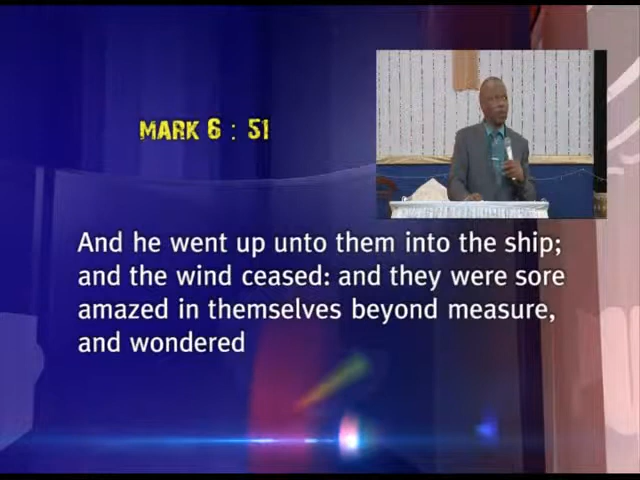 MARK 6 : 51
And he went up unto them into the ship;
and the wind ceased: and they were sore
amazed in themselves beyond measure,
and wondered